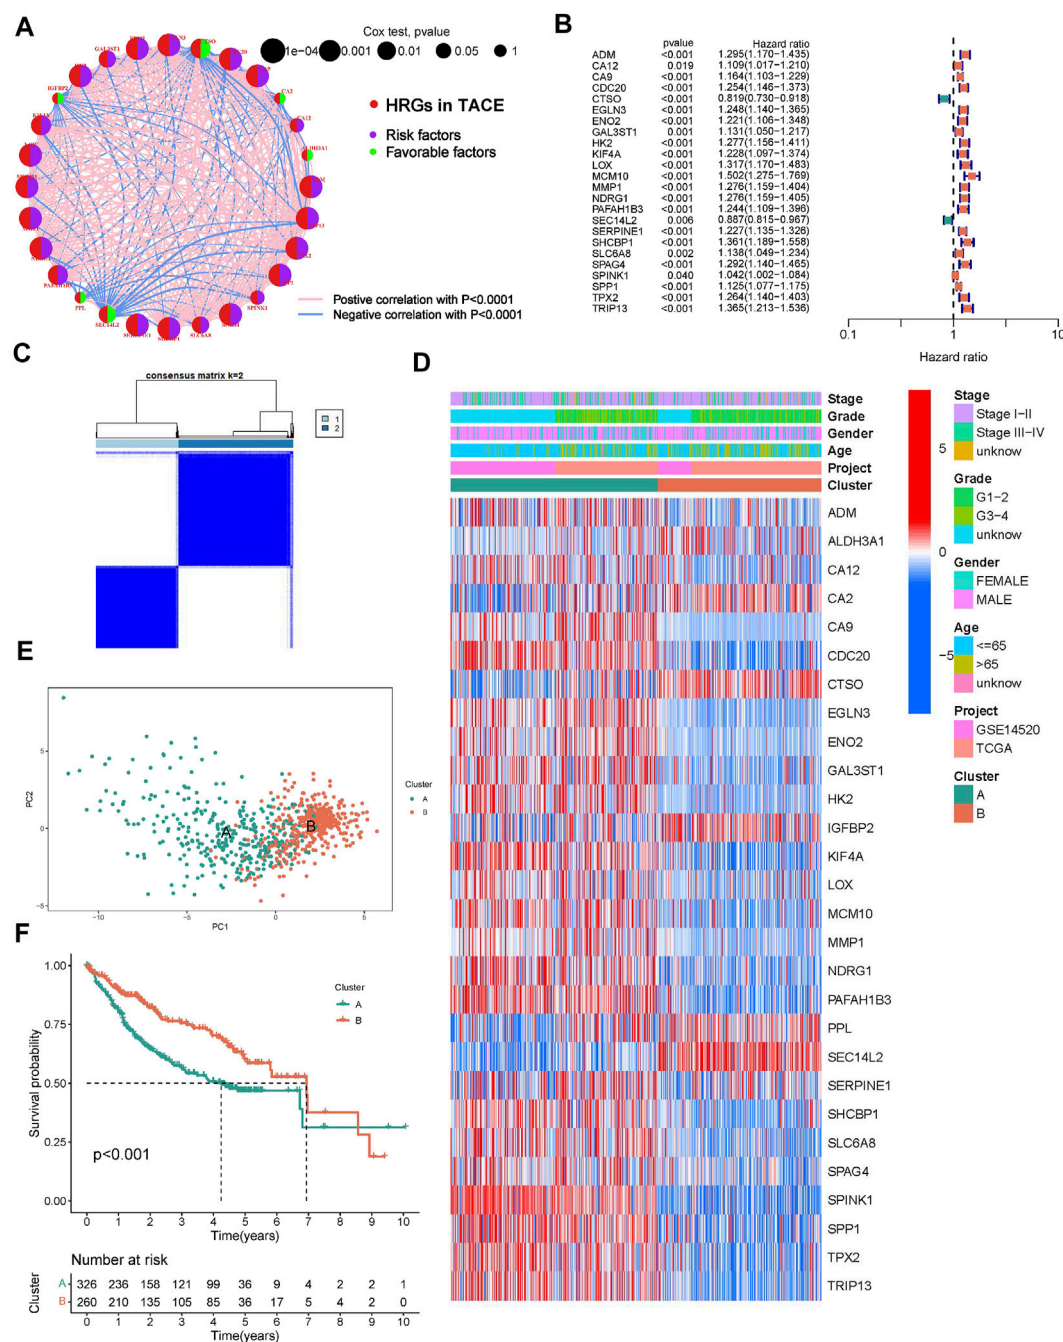 A
Cox test, pvalue
1e−04
0.001
0.01
0.05
1
HRGs in TACE
Risk factors
Favorable factors
GAL3ST1
IGFBP2
KIF4A
PAFAH1B3
PPL
SEC14L2
SLC6A8
SPINK1
CA2
CA12
ALDH3A1
Postive correlation with P<0.0001
Negative correlation with P<0.0001
B
pvalue Hazard ratio
ADM <0.001 1.295(1.170−1.435)
CA12 0.019 1.109(1.017−1.210)
CA9 <0.001 1.164(1.103−1.229)
CDC20 <0.001 1.254(1.146−1.373)
CTSO <0.001 0.819(0.730−0.918)
EGLN3 <0.001 1.248(1.140−1.365)
ENO2 <0.001 1.221(1.106−1.348)
GAL3ST1 0.001 1.131(1.050−1.217)
HK2 <0.001 1.277(1.156−1.411)
KIF4A <0.001 1.228(1.097−1.374)
LOX <0.001 1.317(1.170−1.483)
MCM10 <0.001 1.502(1.275−1.769)
MMP1 <0.001 1.276(1.159−1.404)
NDRG1 <0.001 1.276(1.159−1.405)
PAFAH1B3 <0.001 1.244(1.109−1.396)
SEC14L2 0.006 0.887(0.815−0.967)
SERPINE1 <0.001 1.227(1.135−1.326)
SHCBP1 <0.001 1.361(1.189−1.558)
SLC6A8 0.002 1.138(1.049−1.234)
SPAG4 <0.001 1.292(1.140−1.465)
SPINK1 0.040 1.042(1.002−1.084)
SPP1 <0.001 1.125(1.077−1.175)
TPX2 <0.001 1.264(1.140−1.403)
TRIP13 <0.001 1.365(1.213−1.536)
0.1 1 10
Hazard ratio
C
consensus matrix k=2
1
2
D
Stage
Grade
Gender
Age
Project
Cluster
ADM
ALDH3A1
CA12
CA2
CA9
CDC20
CTSO
EGLN3
ENO2
GAL3ST1
HK2
IGFBP2
KIF4A
LOX
MCM10
MMP1
NDRG1
PAFAH1B3
PPL
SEC14L2
SERPINE1
SHCBP1
SLC6A8
SPAG4
SPINK1
SPP1
TPX2
TRIP13
5
0
−5
Stage
Stage I−II
Stage III−IV
unknow
Grade
G1−2
G3−4
unknow
Gender
FEMALE
MALE
Age
<=65
>65
unknow
Project
GSE14520
TCGA
Cluster
A
B
E
PC2
5
0
−5
−10 −5 0 5
PC1
A
B
Cluster
A
B
F
Survival probability
1.00
0.75
0.50
0.25
0.00
p<0.001
Cluster
A
B
0 1 2 3 4 5 6 7 8 9 10
Time(years)
Number at risk
Cluster
A 326 236 158 121 99 36 9 4 2 2 1
B 260 210 135 105 85 36 17 5 4 2 0
0 1 2 3 4 5 6 7 8 9 10
Time(years)